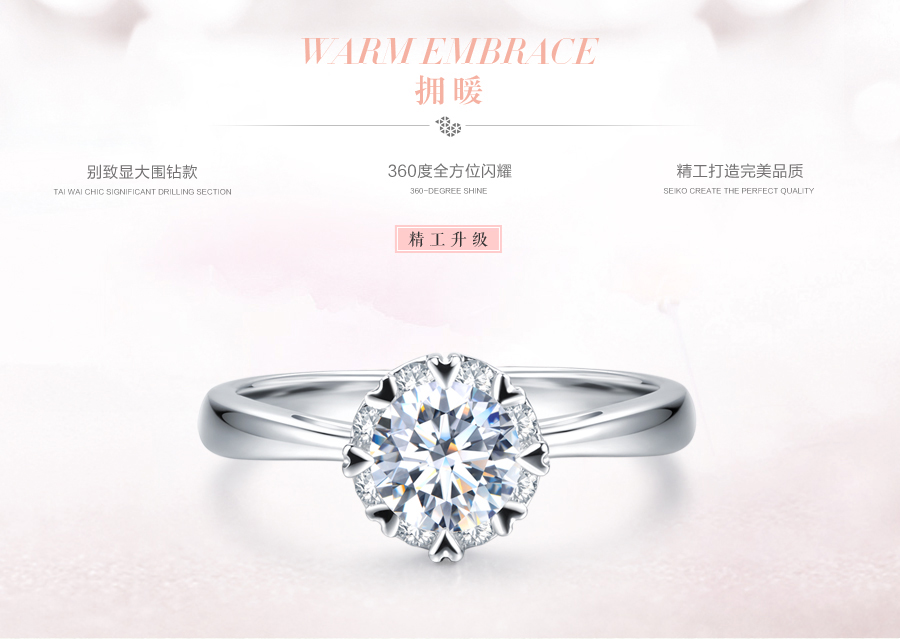 WARM EMBRACE
拥暖
别致显大围钻款
TAI WAI CHIC SIGNIFICANT DRILLING SECTION
360度全方位闪耀
360-DEGREE SHINE
精工打造完美品质
SEIKO CREATE THE PERFECT QUALITY
精工升级